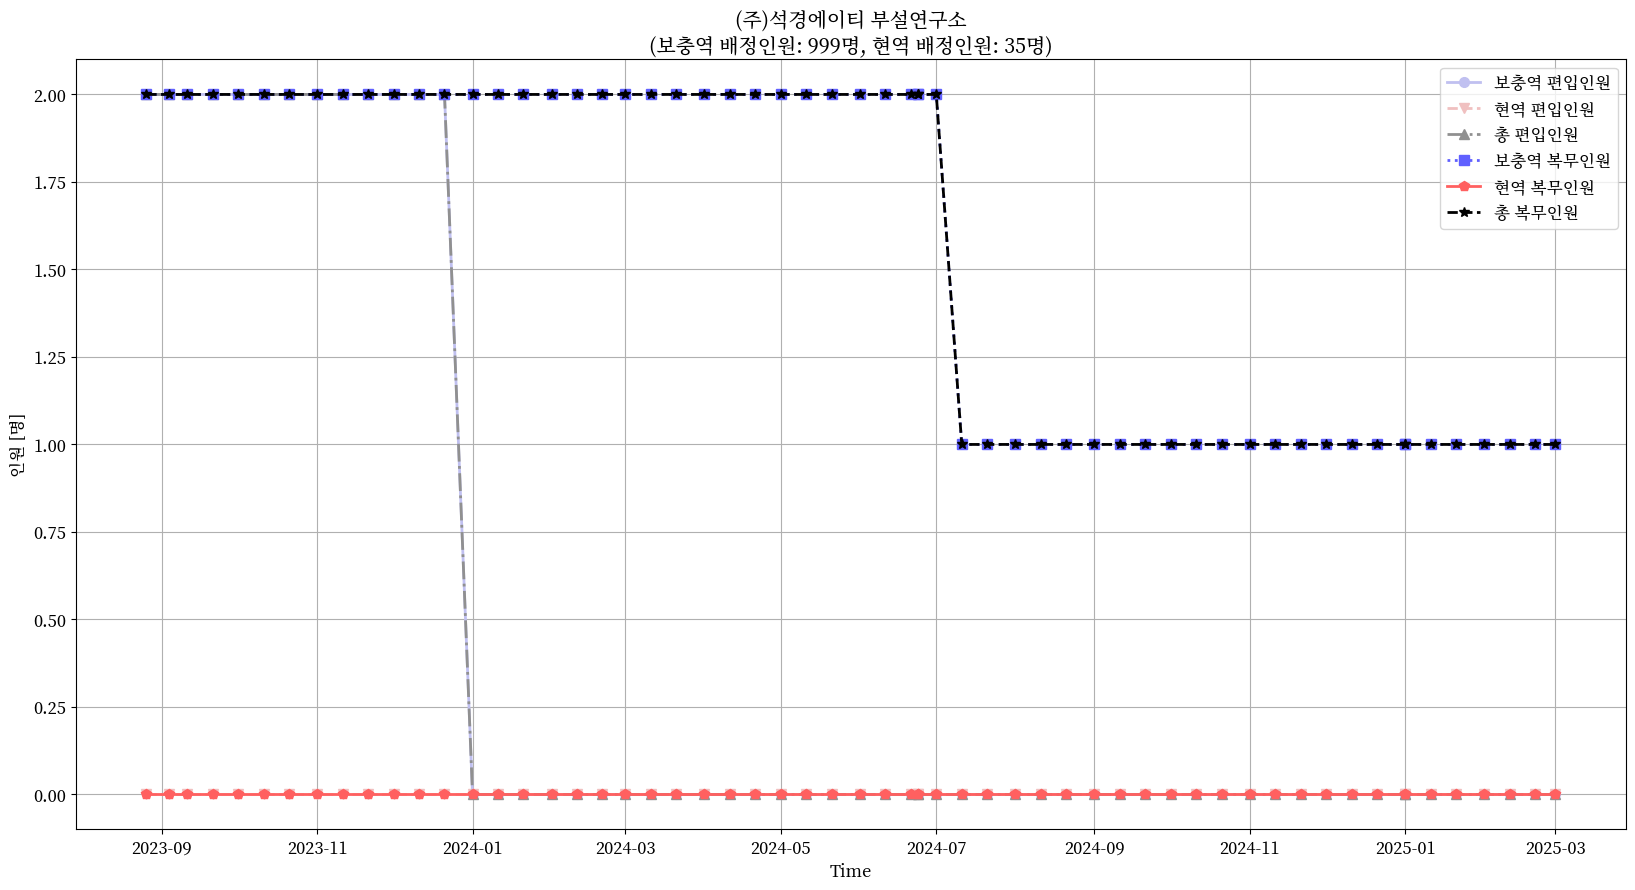 (주)석경에이티 부설연구소
(보충역 배정인원: 999명, 현역 배정인원: 35명)
보충역 편입인원
현역 편입인원
총 편입인원
보충역 복무인원
현역 복무인원
총 복무인원
2.00
1.75
1.50
1.25
1.00
0.75
0.50
0.25
0.00
인원 [명]
2023-09 2023-11 2024-01 2024-03 2024-05 2024-07 2024-09 2024-11 2025-01 2025-03
Time